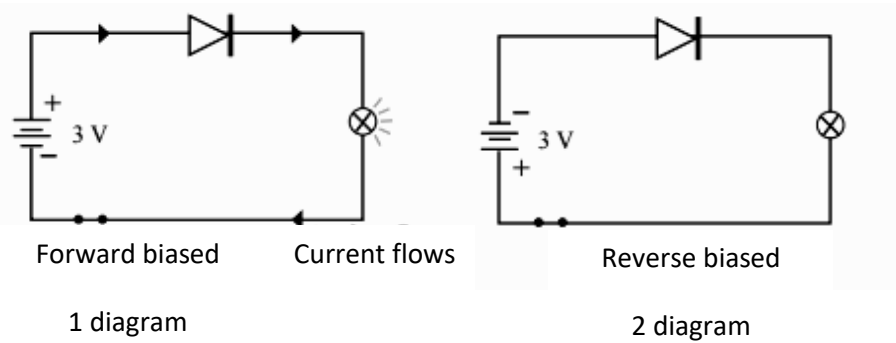 +
3 V
−
−
3 V
+
Forward biased
Current flows
Reverse biased
1 diagram
2 diagram